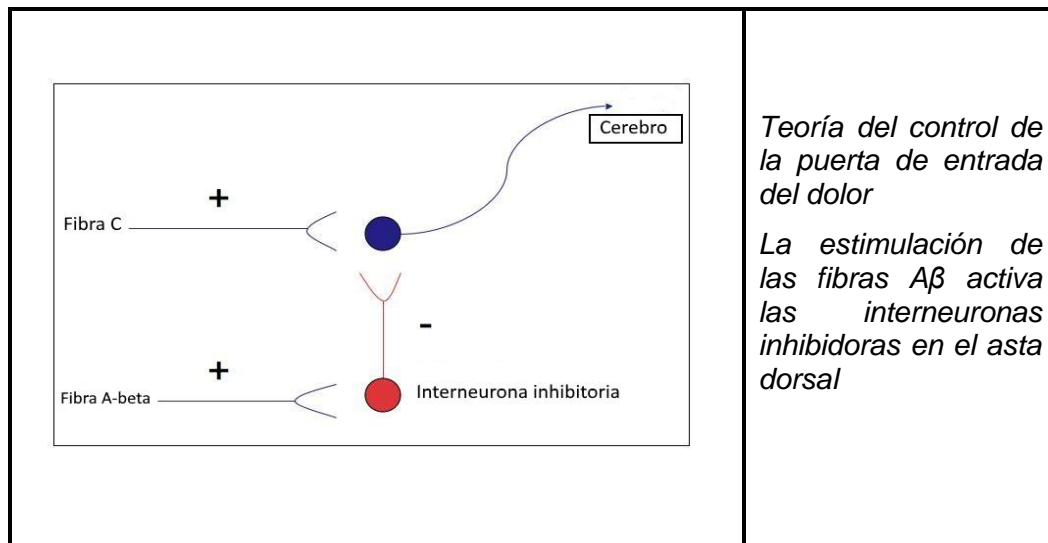 Cerebro
+
Fibra C
-
+
Fibra A-beta
Interneurona inhibitoria
Teoría del control de
la puerta de entrada
del dolor
La estimulación de
las fibras Aβ activa
las interneuronas
inhibidoras en el asta
dorsal